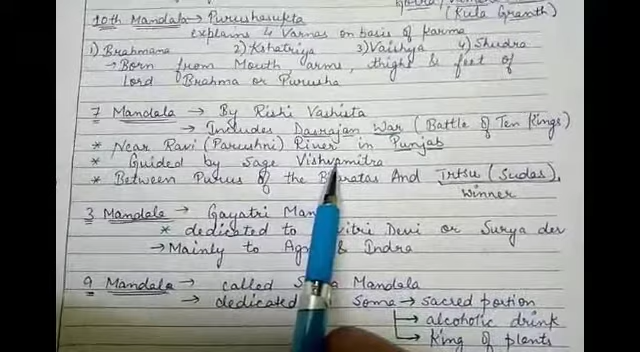 (Kula Granth)
10th Mandala → Purushasukta
explains 4 Varnas on basis of karma
1) Brahmana 2) Kshatriya 3) Vaishya 4) Shudra
→ Born from Mouth arms, thighs & feet of
Lord Brahma or Purusha
7 Mandala → By Rishi Vashista
→ Includes Dasrajan War (Battle of Ten Kings)
* Near Ravi (Parushni) River in Punjab
* Guided by Sage Vishvamitra
* Between Purus of the Bharatas And Trtsu (Sudas).
Winner
3 Mandala → Gayatri
* dedicated to Devi or Surya dev
→ Mainly to & Indra
9 Mandala → called Mandala
→ dedicated Soma → sacred portion
→ alcoholic drink
→ King of plants